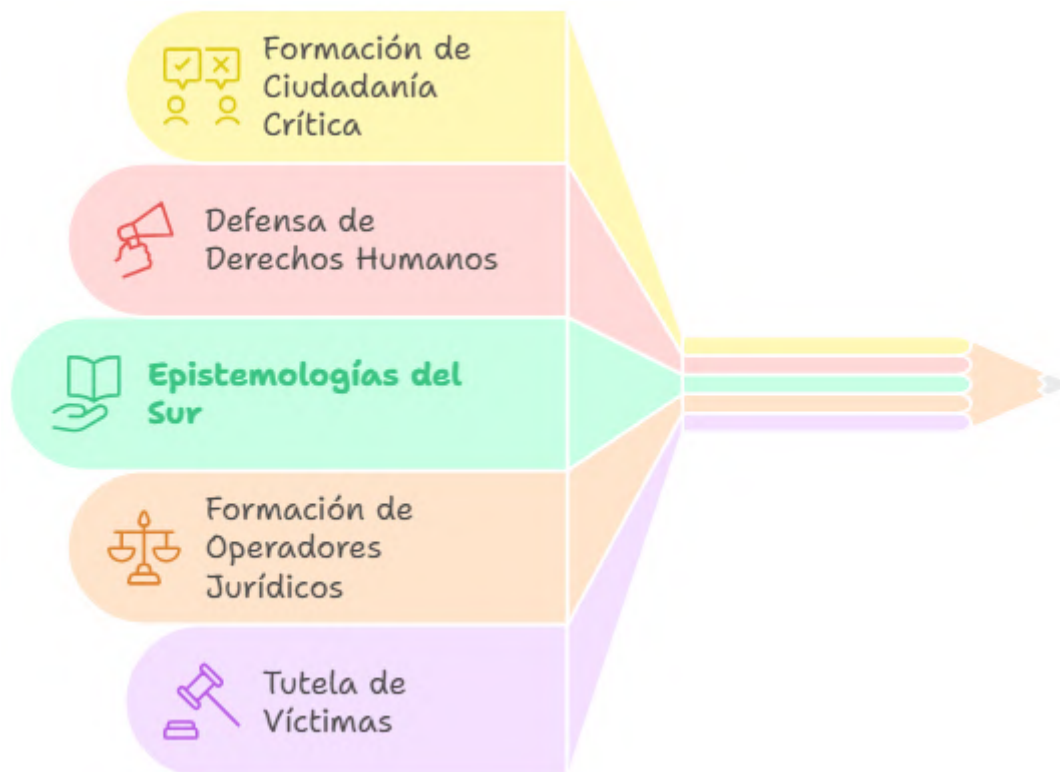 Formación de
Ciudadanía
Crítica
Defensa de
Derechos Humanos
Epistemologías del
Sur
Formación de
Operadores
Jurídicos
Tutela de
Víctimas